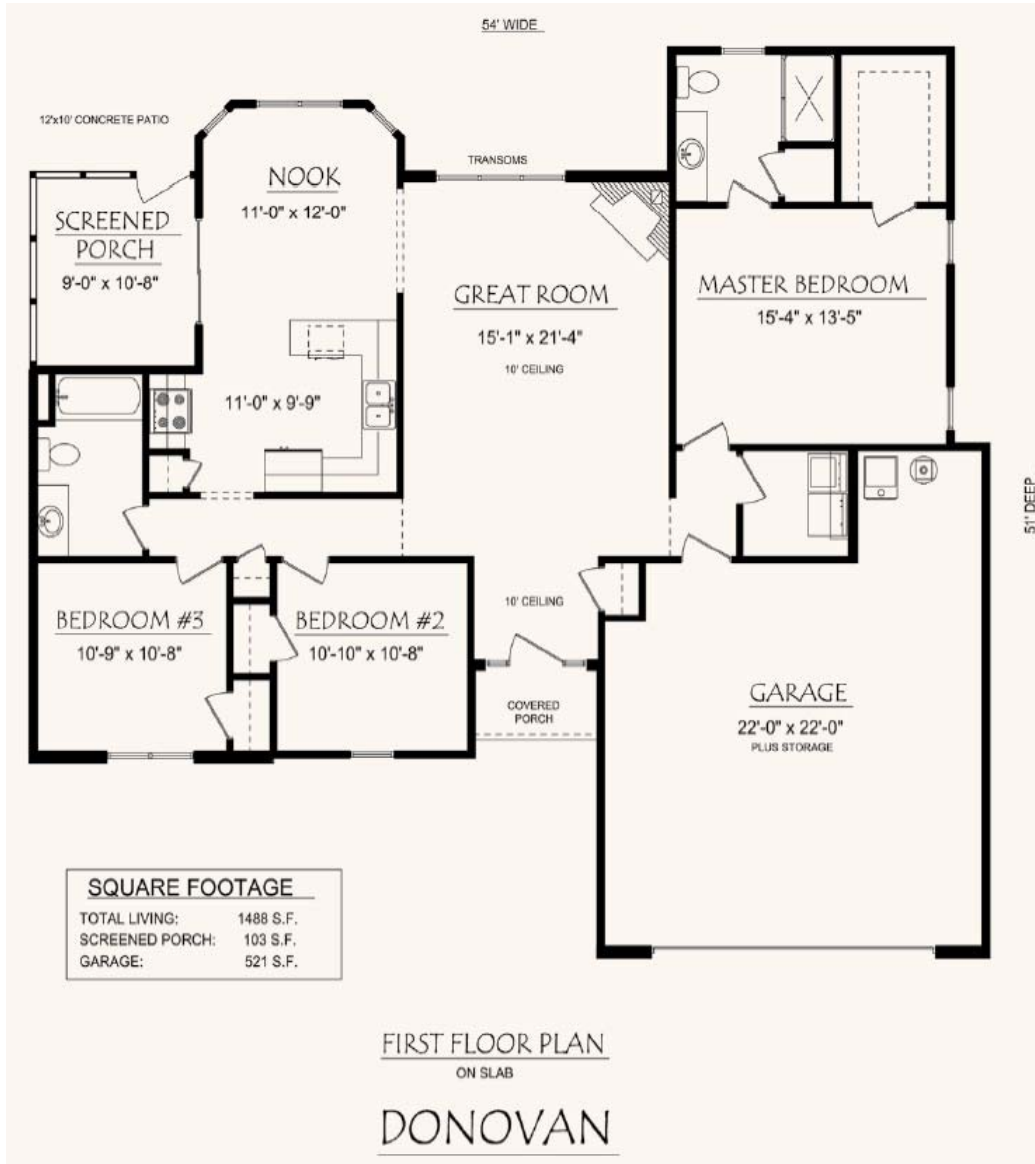 54' WIDE
12'x10' CONCRETE PATIO
TRANSOMS
NOOK
11'-0" x 12'-0"
SCREENED
PORCH
9'-0" x 10'-8"
GREAT ROOM
15'-1" x 21'-4"
10' CEILING
MASTER BEDROOM
15'-4" x 13'-5"
11'-0" x 9'-9"
51' DEEP
BEDROOM #3
10'-9" x 10'-8"
BEDROOM #2
10'-10" x 10'-8"
10' CEILING
COVERED
PORCH
GARAGE
22'-0" x 22'-0"
PLUS STORAGE
SQUARE FOOTAGE
TOTAL LIVING: 1488 S.F.
SCREENED PORCH: 103 S.F.
GARAGE: 521 S.F.
FIRST FLOOR PLAN
ON SLAB
DONOVAN